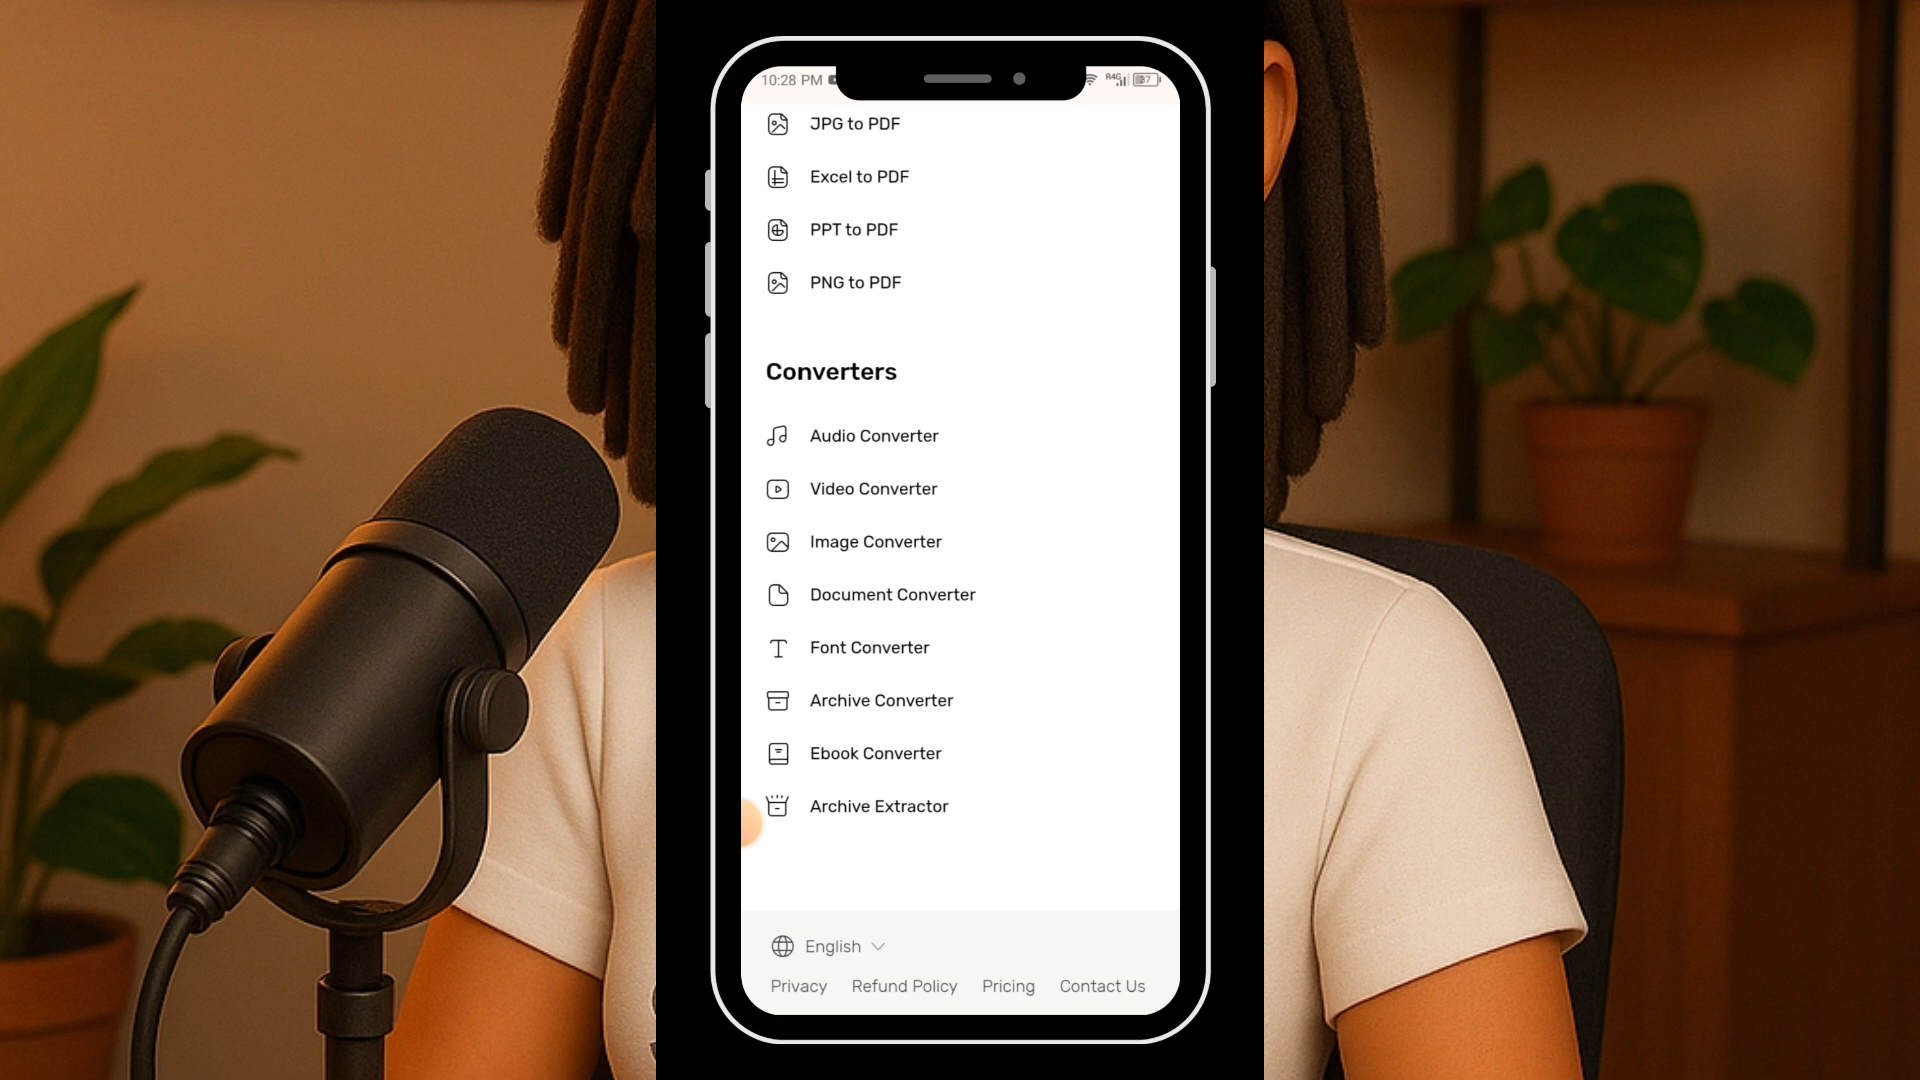 10:28 PM
R4G
37
JPG to PDF
Excel to PDF
PPT to PDF
PNG to PDF
Converters
Audio Converter
Video Converter
Image Converter
Document Converter
Font Converter
Archive Converter
Ebook Converter
Archive Extractor
English
Privacy Refund Policy Pricing Contact Us